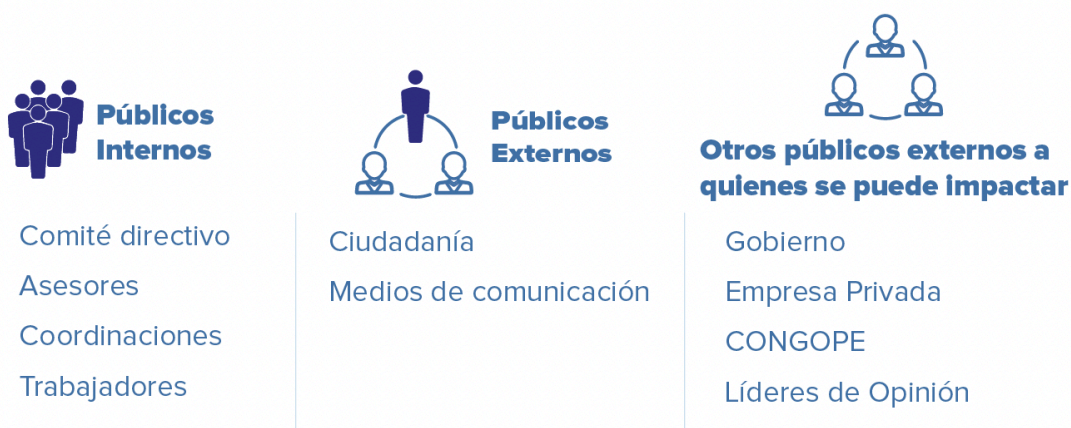 Públicos
Internos
Comité directivo
Asesores
Coordinaciones
Trabajadores
Públicos
Externos
Ciudadanía
Medios de comunicación
Otros públicos externos a
quienes se puede impactar
Gobierno
Empresa Privada
CONGOPE
Líderes de Opinión